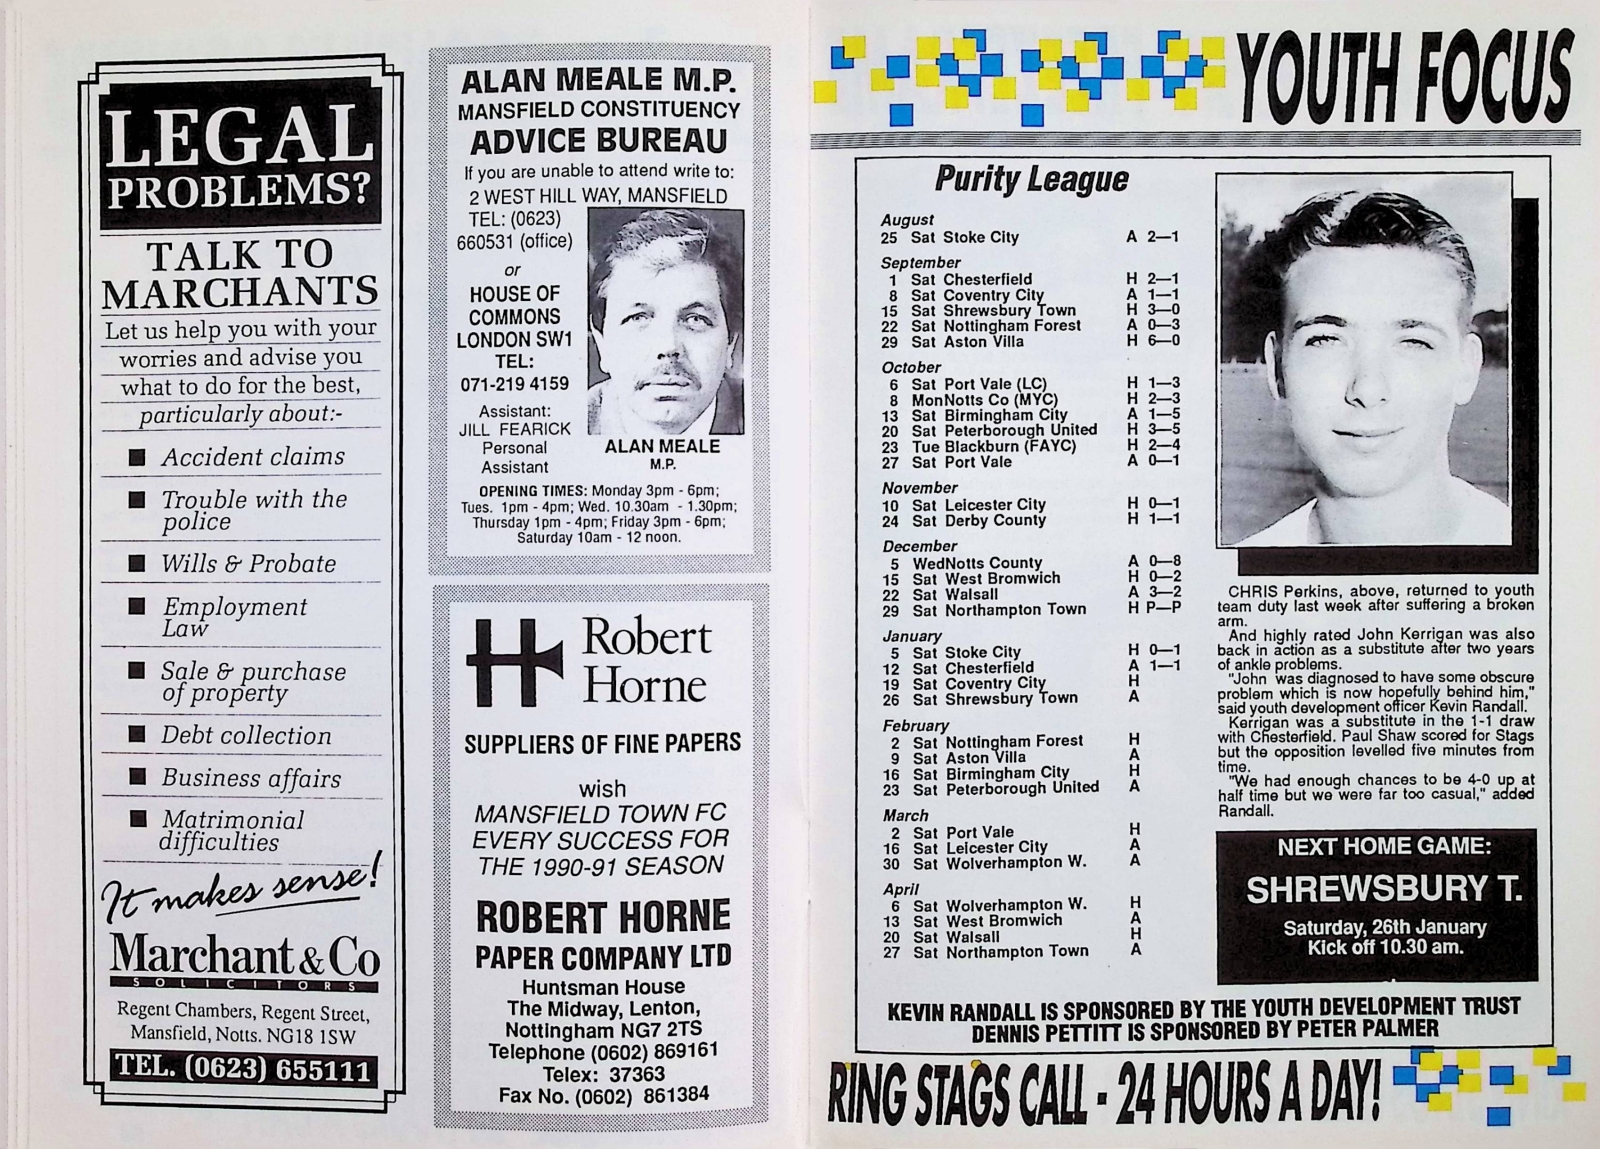 LEGAL
PROBLEMS?
TALK TO
MARCHANTS
Let us help you with your
worries and advise you
what to do for the best,
particularly about:-
■ Accident claims
■ Trouble with the
police
■ Wills & Probate
■ Employment
Law
■ Sale & purchase
of property
■ Debt collection
■ Business affairs
■ Matrimonial
difficulties
It makes sense!
Marchant & Co
SOLICITORS
Regent Chambers, Regent Street,
Mansfield, Notts. NG18 1SW
TEL. (0623) 655111
ALAN MEALE M.P.
MANSFIELD CONSTITUENCY
ADVICE BUREAU
If you are unable to attend write to:
2 WEST HILL WAY, MANSFIELD
TEL: (0623)
660531 (office)
or
HOUSE OF
COMMONS
LONDON SW1
TEL:
071-219 4159
Assistant:
JILL FEARICK
Personal
Assistant
ALAN MEALE
M.P.
OPENING TIMES: Monday 3pm - 6pm;
Tues. 1pm - 4pm; Wed. 10.30am - 1.30pm;
Thursday 1pm - 4pm; Friday 3pm - 6pm;
Saturday 10am - 12 noon.
Robert
Horne
SUPPLIERS OF FINE PAPERS
wish
MANSFIELD TOWN FC
EVERY SUCCESS FOR
THE 1990-91 SEASON
ROBERT HORNE
PAPER COMPANY LTD
Huntsman House
The Midway, Lenton,
Nottingham NG7 2TS
Telephone (0602) 869161
Telex: 37363
Fax No. (0602) 861384
YOUTH FOCUS
Purity League
August
25 Sat Stoke City A 2—1
September
1 Sat Chesterfield H 2—1
8 Sat Coventry City A 1—1
15 Sat Shrewsbury Town H 3—0
22 Sat Nottingham Forest A 0—3
29 Sat Aston Villa H 6—0
October
6 Sat Port Vale (LC) H 1—3
8 MonNotts Co (MYC) H 2—3
13 Sat Birmingham City A 1—5
20 Sat Peterborough United H 3—5
23 Tue Blackburn (FAYC) H 2—4
27 Sat Port Vale A 0—1
November
10 Sat Leicester City H 0—1
24 Sat Derby County H 1—1
December
5 WedNotts County A 0—8
15 Sat West Bromwich H 0—2
22 Sat Walsall A 3—2
29 Sat Northampton Town H P—P
January
5 Sat Stoke City H 0—1
12 Sat Chesterfield A 1—1
19 Sat Coventry City H
26 Sat Shrewsbury Town A
February
2 Sat Nottingham Forest H
9 Sat Aston Villa A
16 Sat Birmingham City H
23 Sat Peterborough United A
March
2 Sat Port Vale H
16 Sat Leicester City A
30 Sat Wolverhampton W. A
April
6 Sat Wolverhampton W. H
13 Sat West Bromwich A
20 Sat Walsall H
27 Sat Northampton Town A
CHRIS Perkins, above, returned to youth
team duty last week after suffering a broken
arm.
And highly rated John Kerrigan was also
back in action as a substitute after two years
of ankle problems.
"John was diagnosed to have some obscure
problem which is now hopefully behind him,"
said youth development officer Kevin Randall.
Kerrigan was a substitute in the 1-1 draw
with Chesterfield. Paul Shaw scored for Stags
but the opposition levelled five minutes from
time.
"We had enough chances to be 4-0 up at
half time but we were far too casual," added
Randall.
NEXT HOME GAME:
SHREWSBURY T.
Saturday, 26th January
Kick off 10.30 am.
KEVIN RANDALL IS SPONSORED BY THE YOUTH DEVELOPMENT TRUST
DENNIS PETTITT IS SPONSORED BY PETER PALMER
RING STAGS CALL - 24 HOURS A DAY!